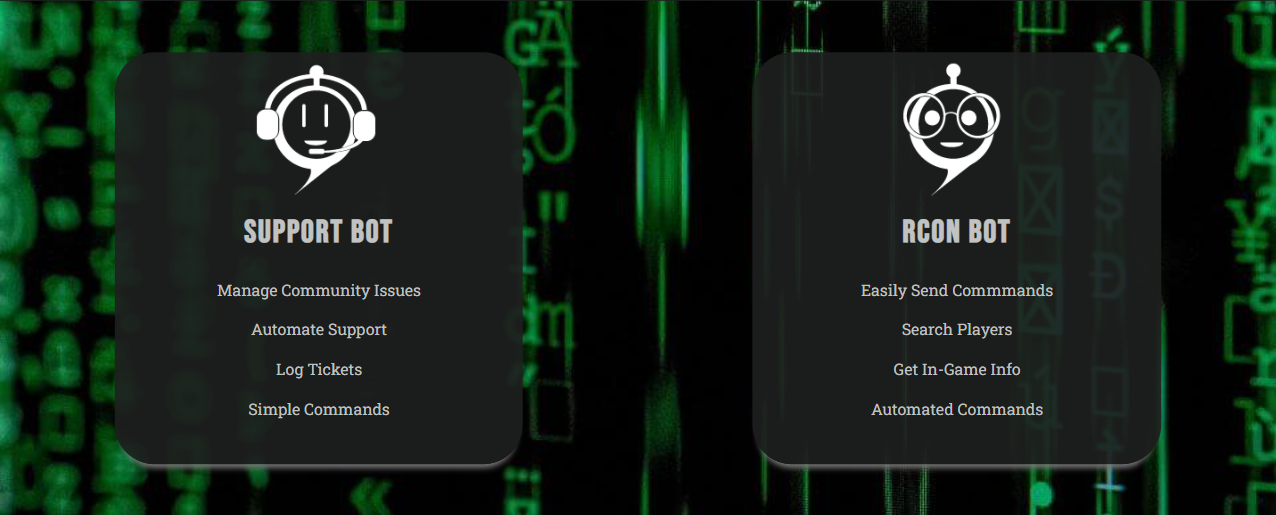 SUPPORT BOT
Manage Community Issues
Automate Support
Log Tickets
Simple Commands
RCON BOT
Easily Send Commmands
Search Players
Get In-Game Info
Automated Commands